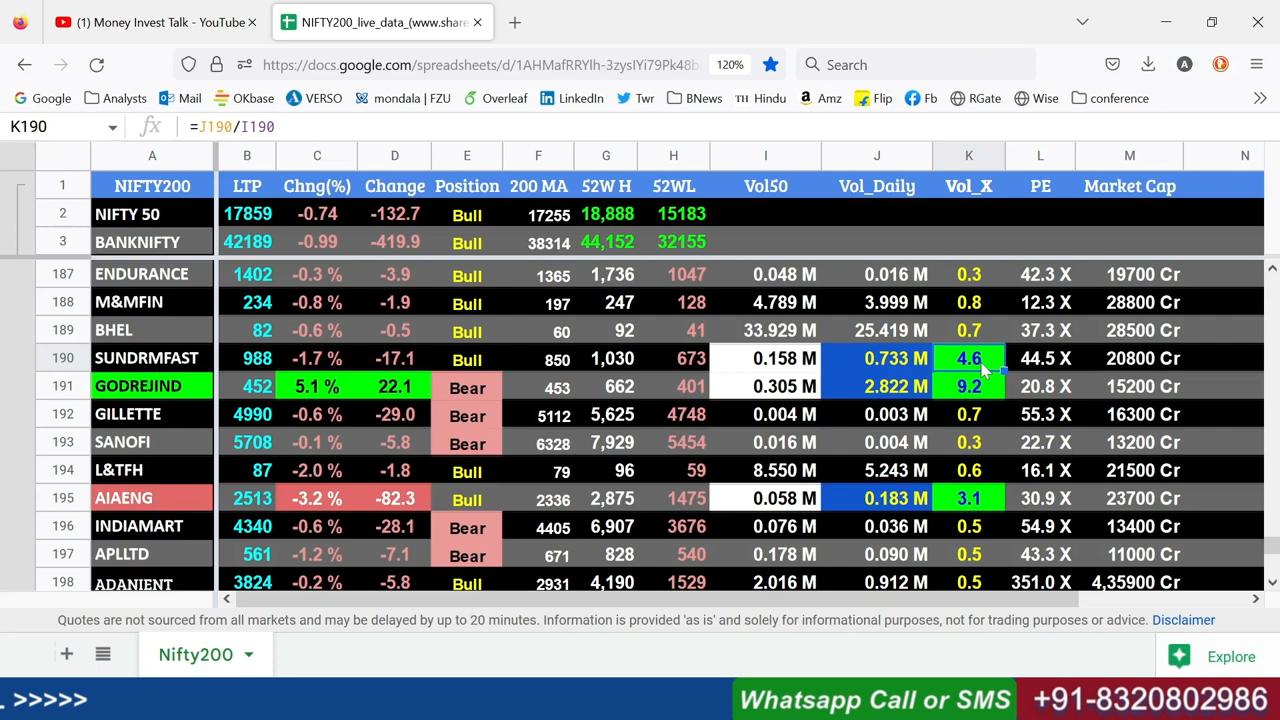 (1) Money Invest Talk - YouTube
NIFTY200_live_data_(www.share
https://docs.google.com/spreadsheets/d/1AHMafRRYlh-3zyslYi79Pk48b
120%
Search
A
Google Analysts Mail OKbase VERSO mondala | FZU Overleaf LinkedIn Twr BNews TH Hindu Amz Flip Fb RGate Wise conference
K190 fx =J190/I190
A B C D E F G H I J K L M N
1 NIFTY200 LTP Chng(%) Change Position 200 MA 52W H 52WL Vol50 Vol_Daily Vol_X PE Market Cap
2 NIFTY 50 17859 -0.74 -132.7 Bull 17255 18,888 15183
3 BANKNIFTY 42189 -0.99 -419.9 Bull 38314 44,152 32155
187 ENDURANCE 1402 -0.3 % -3.9 Bull 1365 1,736 1047 0.048 M 0.016 M 0.3 42.3 X 19700 Cr
188 M&MFIN 234 -0.8 % -1.9 Bull 197 247 128 4.789 M 3.999 M 0.8 12.3 X 28800 Cr
189 BHEL 82 -0.6 % -0.5 Bull 60 92 41 33.929 M 25.419 M 0.7 37.3 X 28500 Cr
190 SUNDRMFAST 988 -1.7 % -17.1 Bull 850 1,030 673 0.158 M 0.733 M 4.6 44.5 X 20800 Cr
191 GODREJIND 452 5.1 % 22.1 Bear 453 662 401 0.305 M 2.822 M 9.2 20.8 X 15200 Cr
192 GILLETTE 4990 -0.6 % -29.0 Bear 5112 5,625 4748 0.004 M 0.003 M 0.7 55.3 X 16300 Cr
193 SANOFI 5708 -0.1 % -5.8 Bear 6328 7,929 5454 0.016 M 0.004 M 0.3 22.7 X 13200 Cr
194 L&TFH 87 -2.0 % -1.8 Bull 79 96 59 8.550 M 5.243 M 0.6 16.1 X 21500 Cr
195 AIAENG 2513 -3.2 % -82.3 Bull 2336 2,875 1475 0.058 M 0.183 M 3.1 30.9 X 23700 Cr
196 INDIAMART 4340 -0.6 % -28.1 Bear 4405 6,907 3676 0.076 M 0.036 M 0.5 54.9 X 13400 Cr
197 APLLTD 561 -1.2 % -7.1 Bear 671 828 540 0.178 M 0.090 M 0.5 43.3 X 11000 Cr
198 ADANIENT 3824 -0.2 % -5.8 Bull 2931 4,190 1529 2.016 M 0.912 M 0.5 351.0 X 4,35900 Cr
Quotes are not sourced from all markets and may be delayed by up to 20 minutes. Information is provided 'as is' and solely for informational purposes, not for trading purposes or advice. Disclaimer
Nifty200
Explore
. >>>>> Whatsapp Call or SMS +91-8320802986